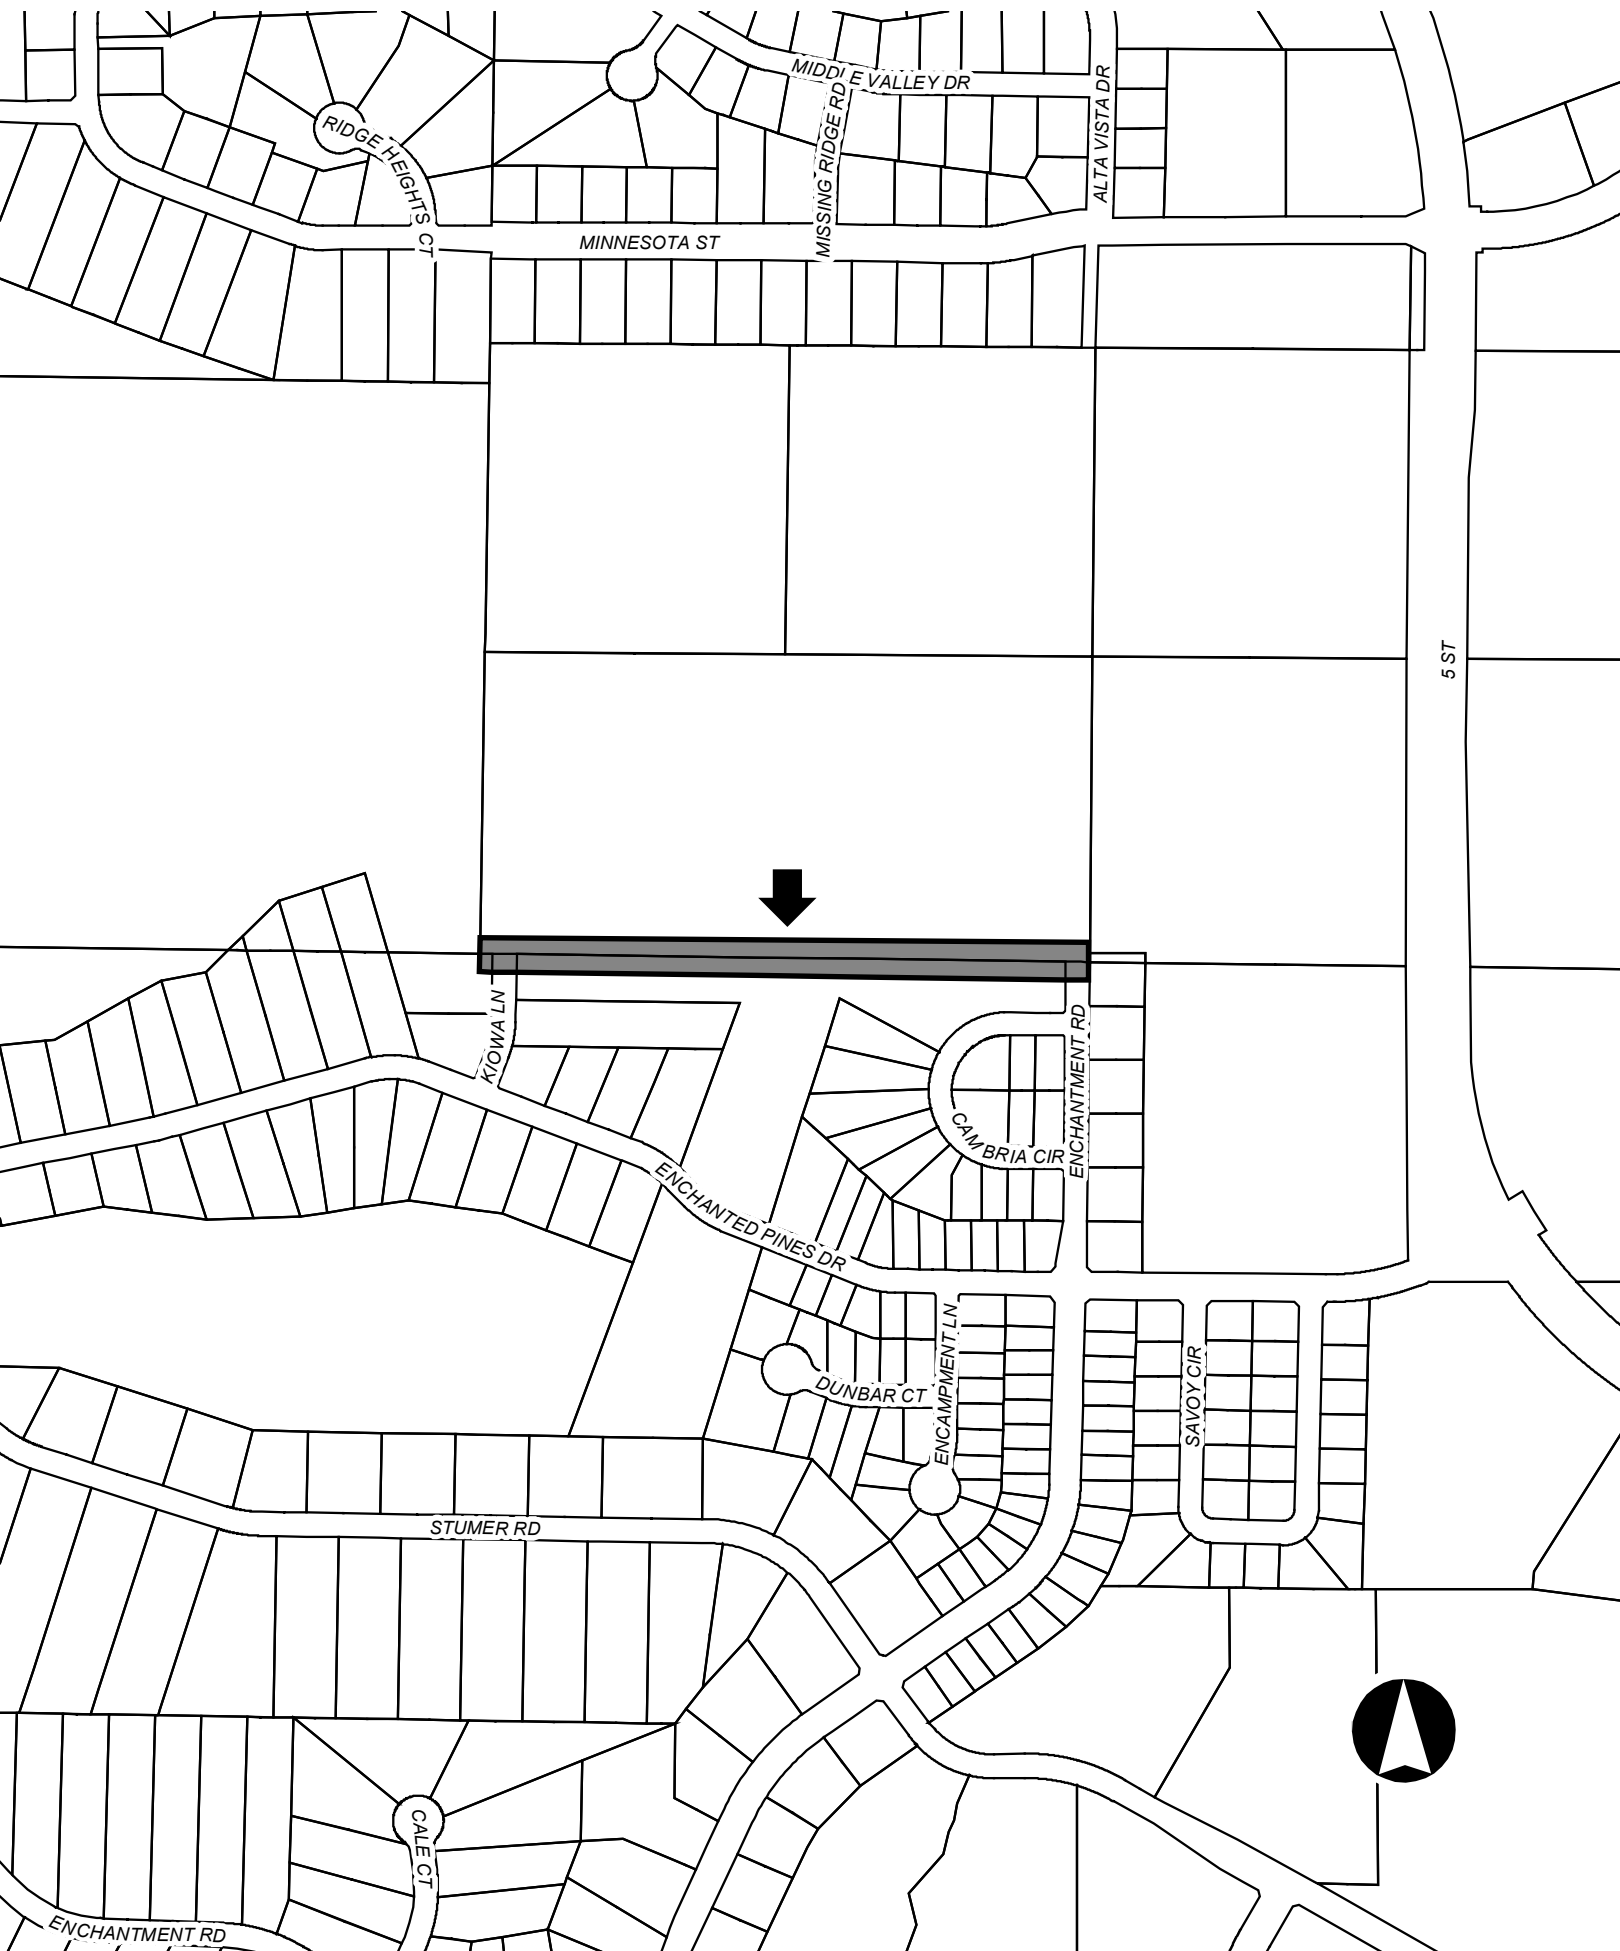 MIDDLE VALLEY DR
ALTA VISTA DR
MISSING RIDGE RD
RIDGE HEIGHTS CT
MINNESOTA ST
5 ST
KIOWA LN
ENCHANTMENT RD
CAMBRIA CIR
ENCHANTED PINES DR
ENCAMPMENT LN
SAVOY CIR
DUNBAR CT
STUMER RD
CALE CT
ENCHANTMENT RD